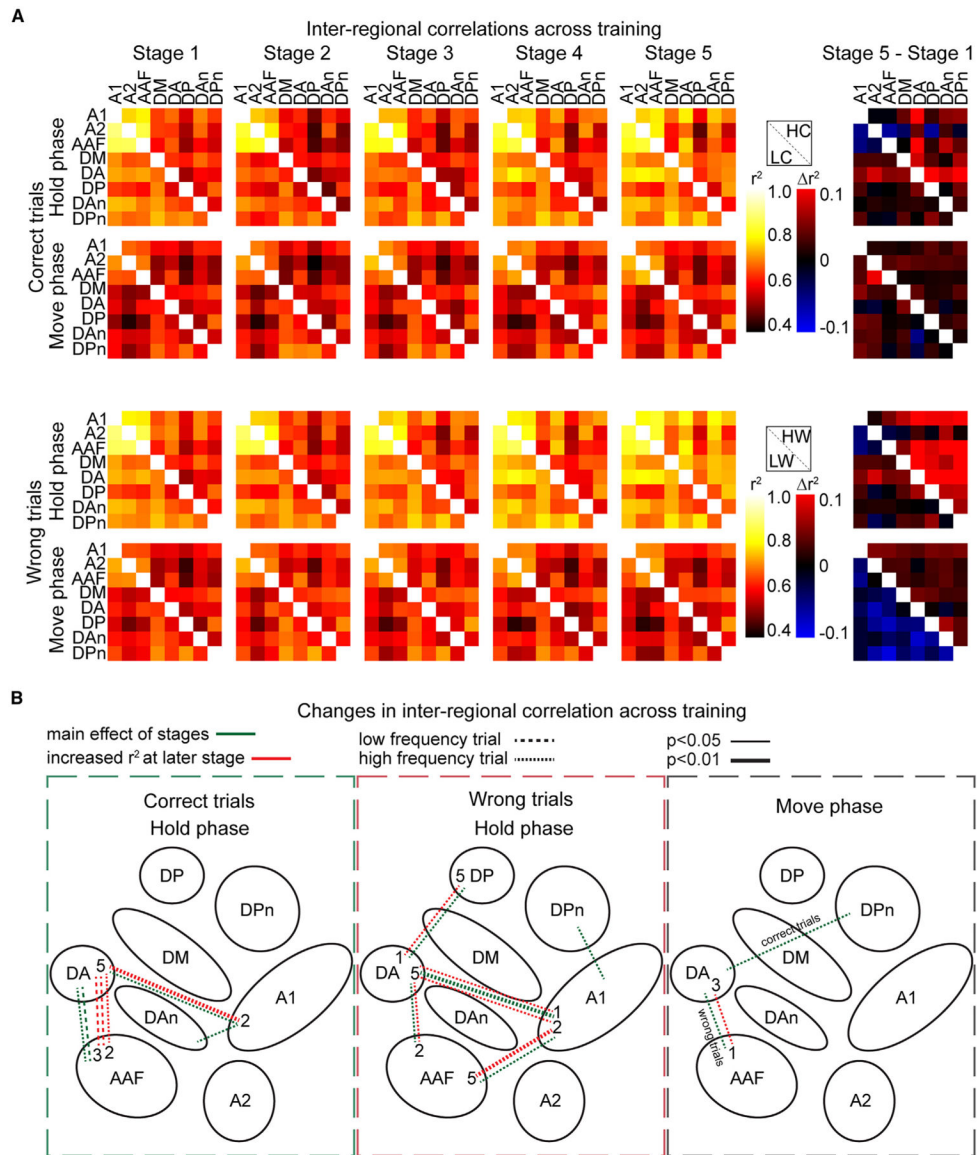 A
Inter-regional correlations across training
Stage 1 Stage 2 Stage 3 Stage 4 Stage 5 Stage 5 - Stage 1
A1 A2 AAF DM DA DP DAn DPn A1 A2 AAF DM DA DP DAn DPn A1 A2 AAF DM DA DP DAn DPn A1 A2 AAF DM DA DP DAn DPn A1 A2 AAF DM DA DP DAn DPn A1 A2 AAF DM DA DP DAn DPn
Correct trials
Hold phase
A1
A2
AAF
DM
DA
DP
DAn
DPn
HC
LC
r² Δr²
1.0 0.1
0.8
0
0.6
0.4 -0.1
Move phase
A1
A2
AAF
DM
DA
DP
DAn
DPn
Wrong trials
Hold phase
A1
A2
AAF
DM
DA
DP
DAn
DPn
HW
LW
r² Δr²
1.0 0.1
0.8
0
0.6
0.4 -0.1
Move phase
A1
A2
AAF
DM
DA
DP
DAn
DPn
B
Changes in inter-regional correlation across training
main effect of stages
increased r² at later stage
low frequency trial
high frequency trial
p<0.05
p<0.01
Correct trials
Hold phase
DP
DPn
DM
DA 5
A1
DAn
2
3 2
AAF
A2
Wrong trials
Hold phase
5 DP
DPn
1
DM
DA 5
A1
DAn
1
2
2
AAF 5
A2
Move phase
DP
DPn
correct trials
DM
DA
3
A1
DAn
wrong trials
1
AAF
A2